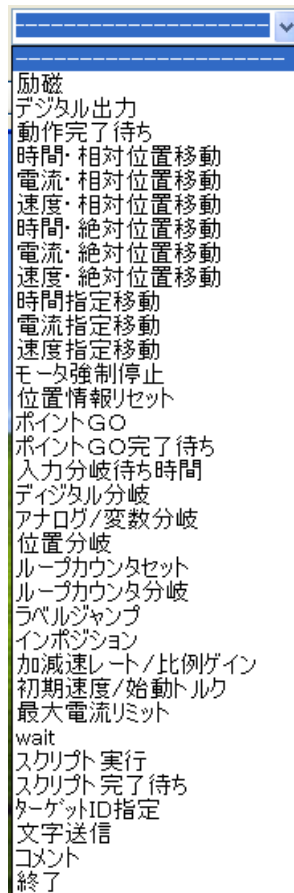 ---------------------
---------------------
励磁
デジタル出力
動作完了待ち
時間・相対位置移動
電流・相対位置移動
速度・相対位置移動
時間・絶対位置移動
電流・絶対位置移動
速度・絶対位置移動
時間指定移動
電流指定移動
速度指定移動
モータ強制停止
位置情報リセット
ポイントGO
ポイントGO完了待ち
入力分岐待ち時間
ディジタル分岐
アナログ/変数分岐
位置分岐
ループカウンタセット
ループカウンタ分岐
ラベルジャンプ
インポジション
加減速レート/比例ゲイン
初期速度/始動トルク
最大電流リミット
wait
スクリプト実行
スクリプト完了待ち
ターゲットID指定
文字送信
コメント
終了